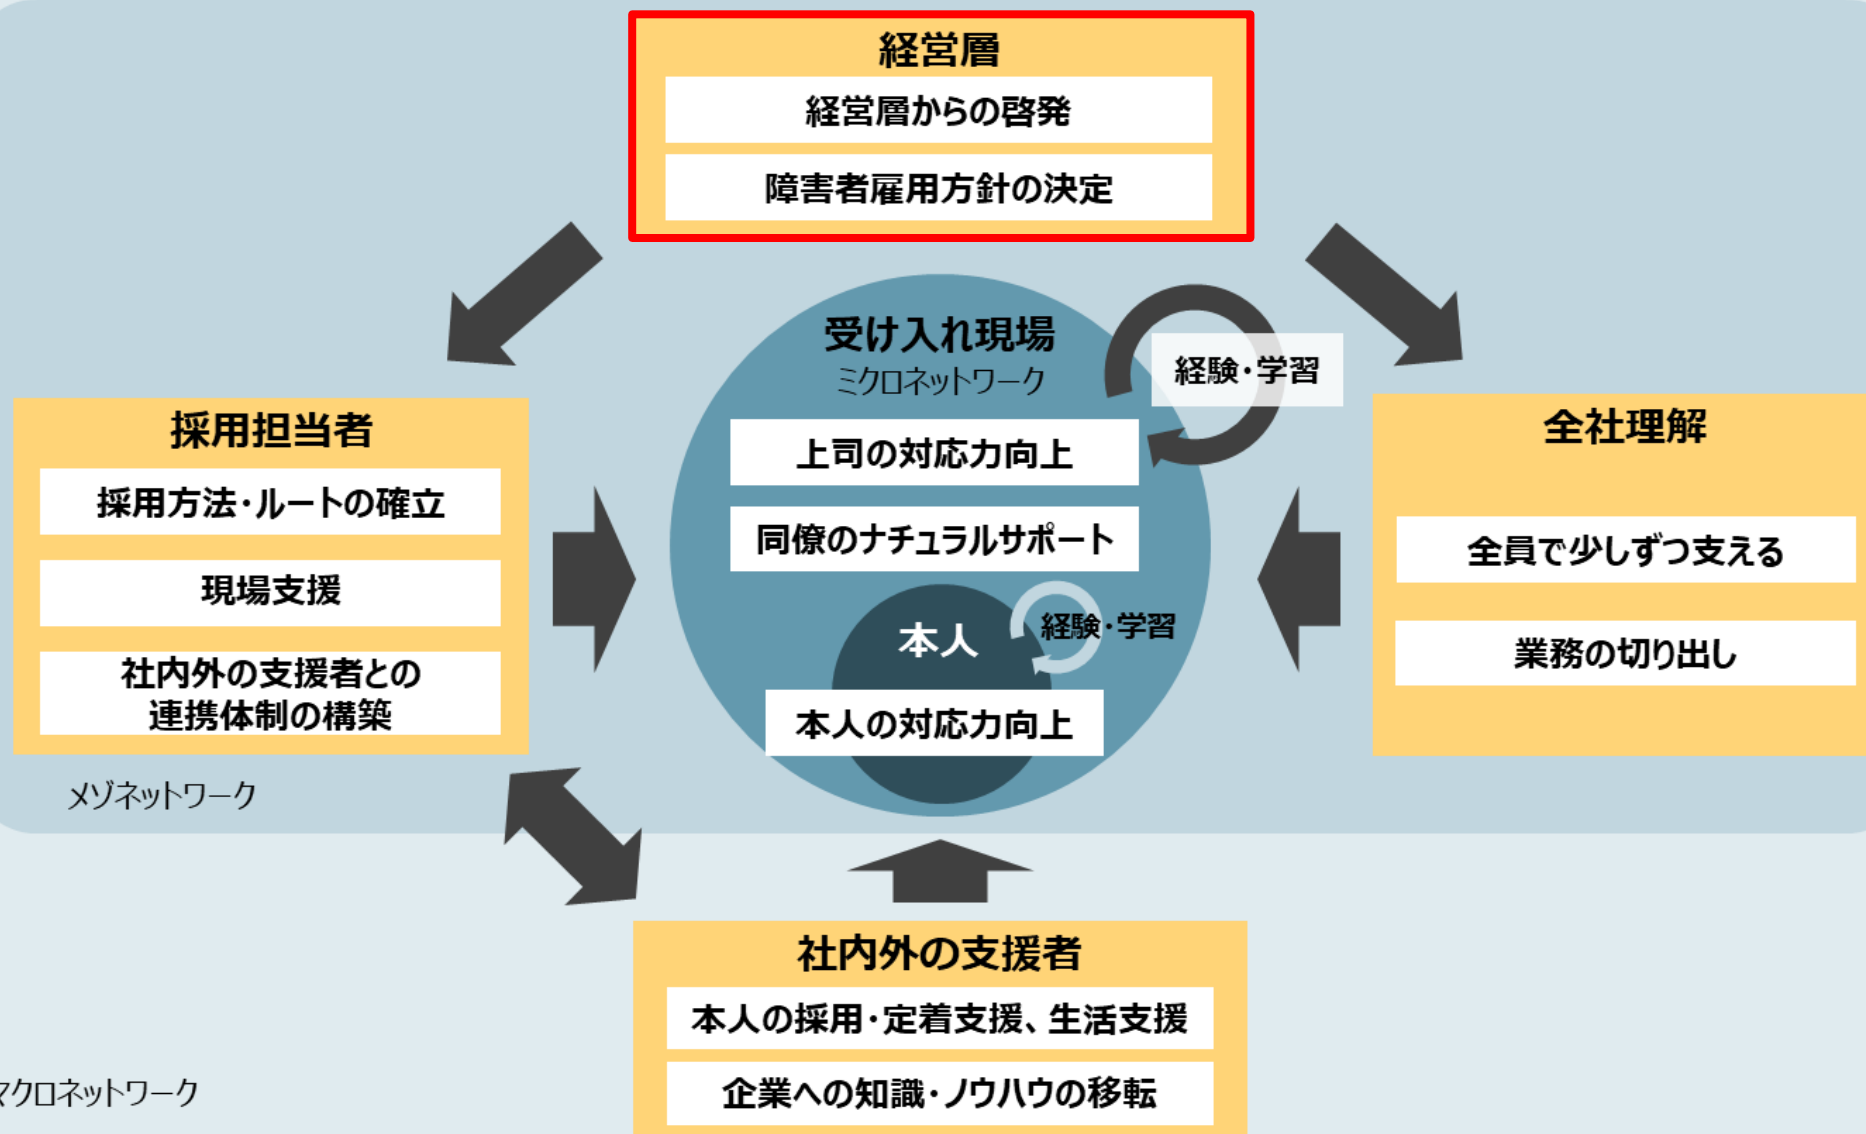 経営層
経営層からの啓発
障害者雇用方針の決定
受け入れ現場
ミクロネットワーク
経験・学習
上司の対応力向上
同僚のナチュラルサポート
本人
経験・学習
本人の対応力向上
採用担当者
採用方法・ルートの確立
現場支援
社内外の支援者との
連携体制の構築
全社理解
全員で少しずつ支える
業務の切り出し
メゾネットワーク
社内外の支援者
本人の採用・定着支援、生活支援
企業への知識・ノウハウの移転
マクロネットワーク